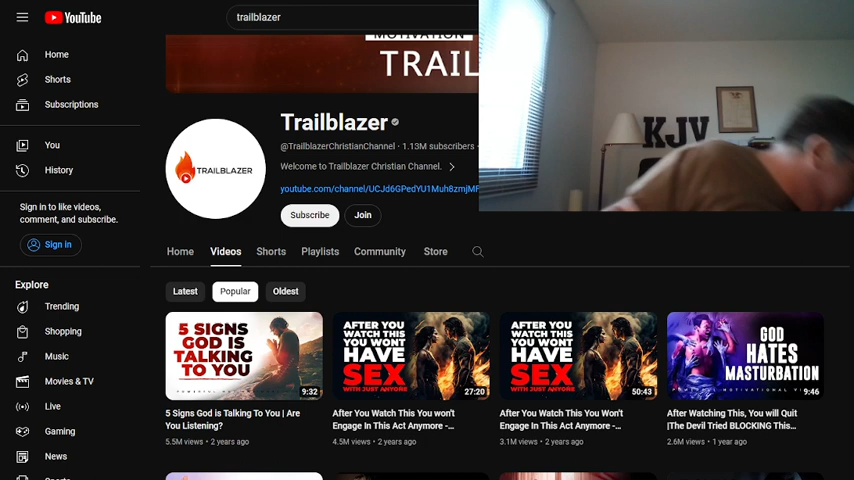 YouTube
trailblazer
Home
Shorts
Subscriptions
You
History
Sign in to like videos,
comment, and subscribe.
Sign in
Explore
Trending
Shopping
Music
Movies & TV
Live
Gaming
News
MOTIVATION
TRAIL
TRAILBLAZER
Trailblazer
@TrailblazerChristianChannel · 1.13M subscribers ·
Welcome to Trailblazer Christian Channel.
youtube.com/channel/UCJd6GPedYU1Muh8zmjMF
Subscribe
Join
KJV
Home
Videos
Shorts
Playlists
Community
Store
Latest
Popular
Oldest
5 SIGNS
GOD IS
TALKING
TO YOU
9:32
5 Signs God is Talking To You | Are
You Listening?
5.5M views • 2 years ago
AFTER YOU
WATCH THIS
YOU WONT
HAVE
SEX
WITH JUST ANYORE
27:20
After You Watch This You won't
Engage In This Act Anymore -...
4.5M views • 2 years ago
AFTER YOU
WATCH THIS
YOU WONT
HAVE
SEX
WITH JUST ANYORE
50:43
After You Watch This You Won't
Engage In This Act Anymore -...
3.1M views • 2 years ago
GOD
HATES
MASTURBATION
9:46
After Watching This, You will Quit
|The Devil Tried BLOCKING This...
2.6M views • 1 year ago